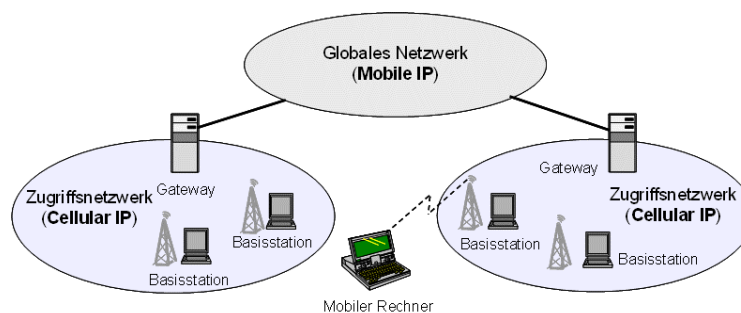 Globales Netzwerk
(Mobile IP)
Gateway
Zugriffsnetzwerk
(Cellular IP)
Basisstation
Basisstation
Gateway
Zugriffsnetzwerk
(Cellular IP)
Basisstation
Basisstation
Mobiler Rechner